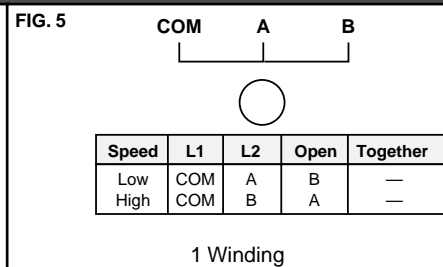 FIG. 5
COM A B
Speed L1 L2 Open Together
Low COM A B —
High COM B A —
1 Winding